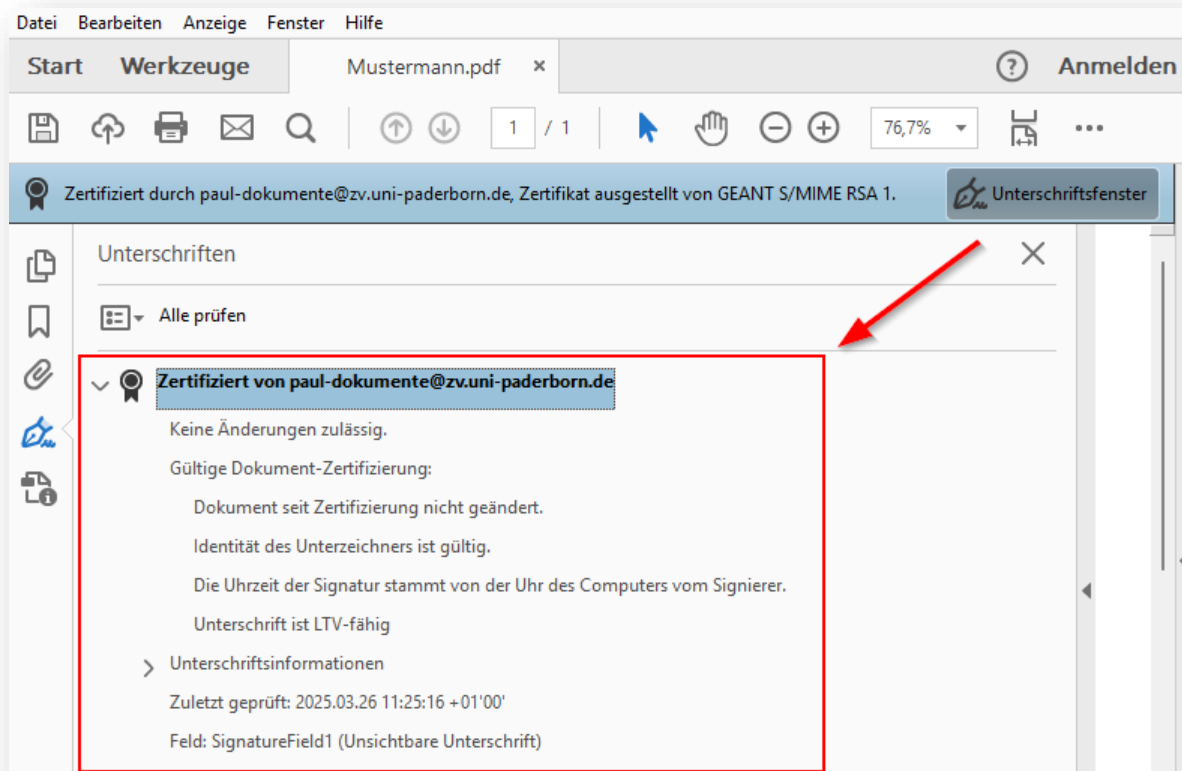 Datei Bearbeiten Anzeige Fenster Hilfe
Start Werkzeuge Mustermann.pdf × ? Anmelden
1 / 1 76,7%
Zertifiziert durch paul-dokumente@zv.uni-paderborn.de, Zertifikat ausgestellt von GEANT S/MIME RSA 1. Unterschriftsfenster
Unterschriften
Alle prüfen
Zertifiziert von paul-dokumente@zv.uni-paderborn.de
Keine Änderungen zulässig.
Gültige Dokument-Zertifizierung:
Dokument seit Zertifizierung nicht geändert.
Identität des Unterzeichners ist gültig.
Die Uhrzeit der Signatur stammt von der Uhr des Computers vom Signierer.
Unterschrift ist LTV-fähig
Unterschriftsinformationen
Zuletzt geprüft: 2025.03.26 11:25:16 +01'00'
Feld: SignatureField1 (Unsichtbare Unterschrift)